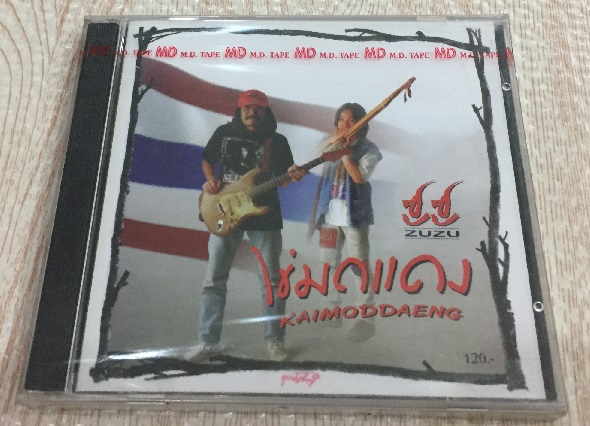 MD M.D. TAPE MD M.D. TAPE MD M.D. TAPE MD M.D. TAPE MD
ซูซู
ZUZU
ไข่มดแดง
KAIMODDAENG
120.-